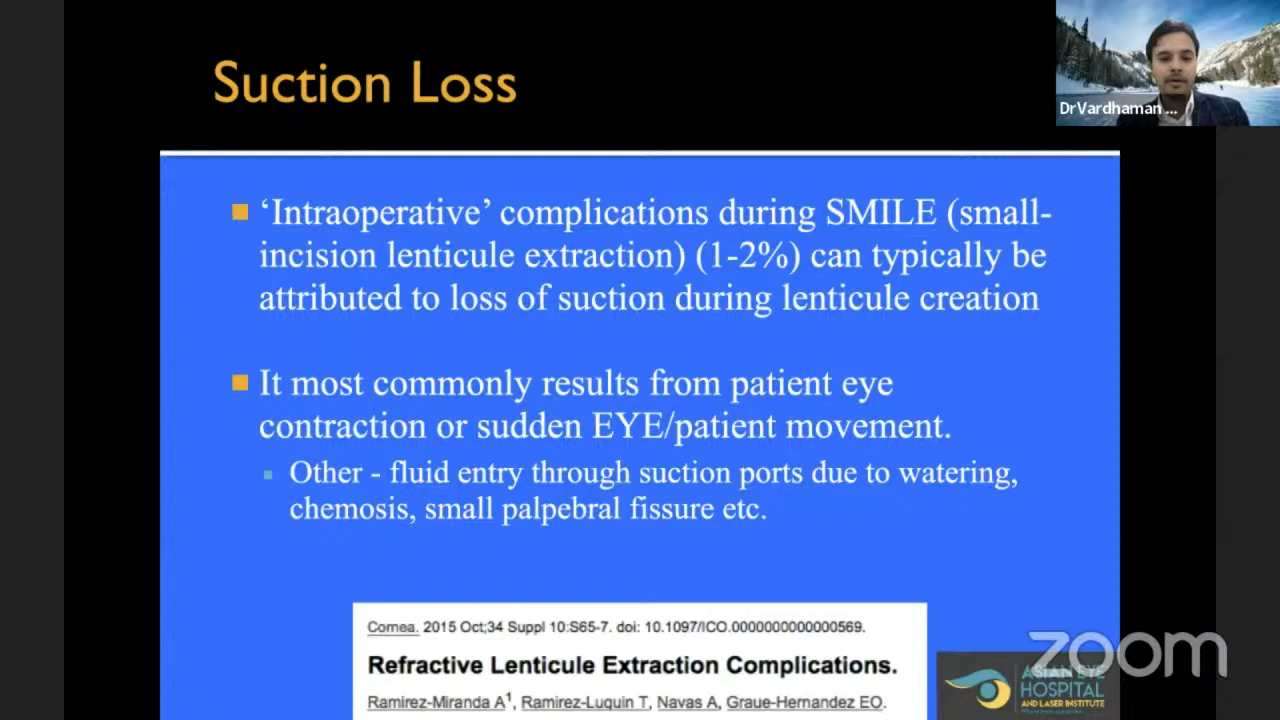 Suction Loss
DrVardhaman ...
‘Intraoperative’ complications during SMILE (small-
incision lenticule extraction) (1-2%) can typically be
attributed to loss of suction during lenticule creation
It most commonly results from patient eye
contraction or sudden EYE/patient movement.
Other - fluid entry through suction ports due to watering,
chemosis, small palpebral fissure etc.
Cornea. 2015 Oct;34 Suppl 10:S65-7. doi: 10.1097/ICO.0000000000000569.
Refractive Lenticule Extraction Complications.
Ramirez-Miranda A1, Ramirez-Luquin T, Navas A, Graue-Hernandez EO.
zoom
ASIAN EYE
HOSPITAL
AND LASER INSTITUTE